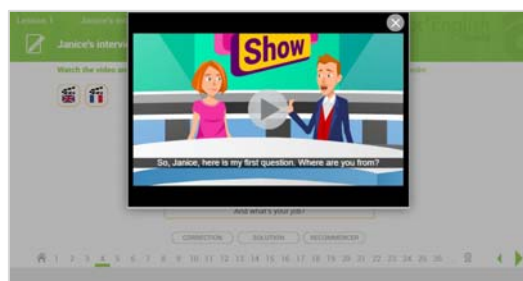 Lesson 1
Janice's
English
Janice's interv
Show
Watch the video an
So, Janice, here is my first question. Where are you from?
And what's your job?
CORRECTION SOLUTION RECOMMENCER
1 2 3 4 5 6 7 8 9 10 11 12 13 14 15 16 17 18 19 20 21 22 23 24 25 26